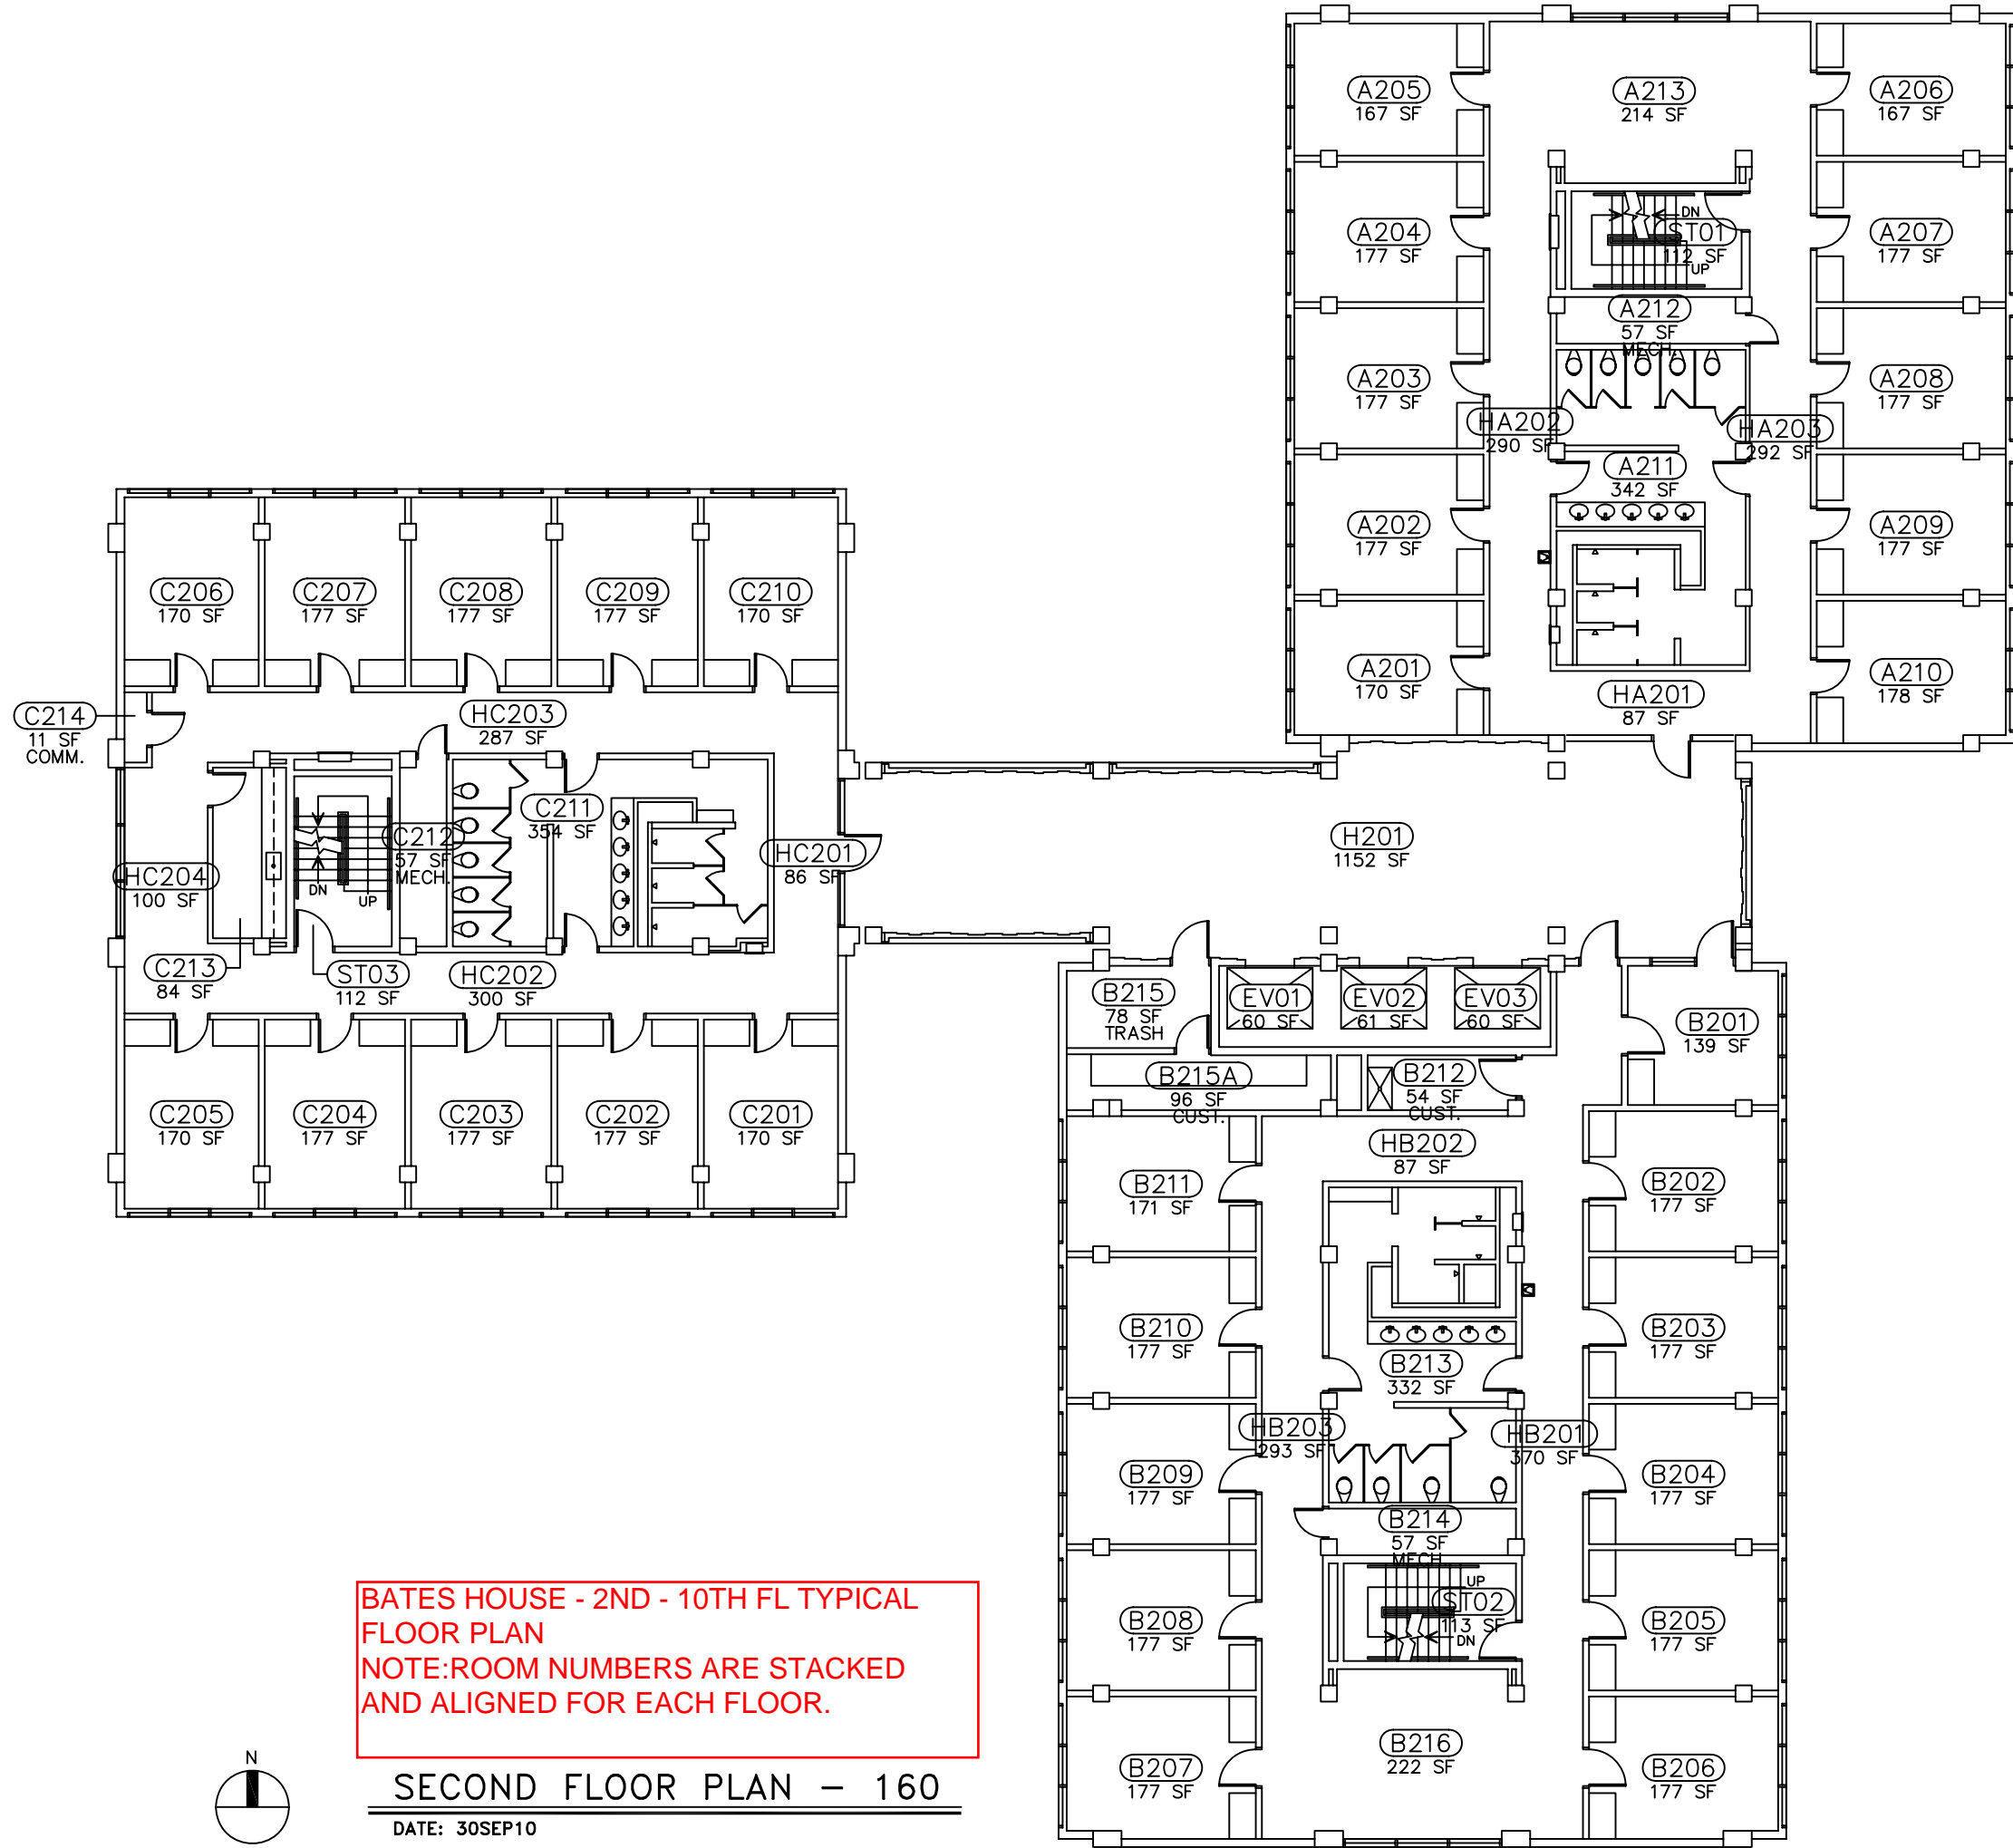 A205
167 SF
A213
214 SF
A206
167 SF
A204
177 SF
DN
ST01
112 SF
UP
A207
177 SF
A212
57 SF
MECH.
A203
177 SF
A208
177 SF
HA202
290 SF
HA203
292 SF
A211
342 SF
A202
177 SF
A209
177 SF
A201
170 SF
HA201
87 SF
A210
178 SF
C206
170 SF
C207
177 SF
C208
177 SF
C209
177 SF
C210
170 SF
C214
11 SF
COMM.
HC203
287 SF
C211
354 SF
C212
57 SF
MECH.
HC201
86 SF
H201
1152 SF
HC204
100 SF
DN
UP
C213
84 SF
ST03
112 SF
HC202
300 SF
B215
78 SF
TRASH
EV01
60 SF
EV02
61 SF
EV03
60 SF
B201
139 SF
B215A
96 SF
CUST.
B212
54 SF
CUST.
C205
170 SF
C204
177 SF
C203
177 SF
C202
177 SF
C201
170 SF
HB202
87 SF
B211
171 SF
B202
177 SF
B210
177 SF
B203
177 SF
B213
332 SF
HB203
293 SF
HB201
370 SF
B209
177 SF
B204
177 SF
B214
57 SF
MECH.
UP
ST02
113 SF
DN
B208
177 SF
B205
177 SF
B207
177 SF
B216
222 SF
B206
177 SF
BATES HOUSE - 2ND - 10TH FL TYPICAL
FLOOR PLAN
NOTE:ROOM NUMBERS ARE STACKED
AND ALIGNED FOR EACH FLOOR.
N
SECOND FLOOR PLAN – 160
DATE: 30SEP10